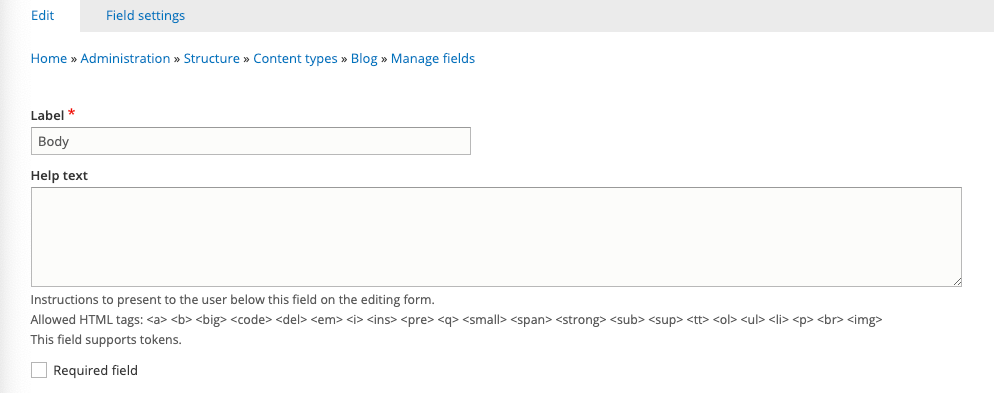 Edit Field settings
Home » Administration » Structure » Content types » Blog » Manage fields
Label *
Body
Help text
Instructions to present to the user below this field on the editing form.
Allowed HTML tags: <a> <b> <big> <code> <del> <em> <i> <ins> <pre> <q> <small> <span> <strong> <sub> <sup> <tt> <ol> <ul> <li> <p> <br> <img>
This field supports tokens.
Required field